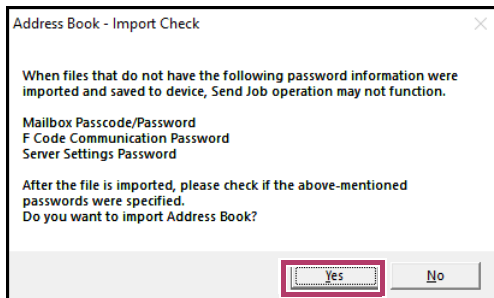 Address Book - Import Check
When files that do not have the following password information were
imported and saved to device, Send Job operation may not function.
Mailbox Passcode/Password
F Code Communication Password
Server Settings Password
After the file is imported, please check if the above-mentioned
passwords were specified.
Do you want to import Address Book?
Yes No